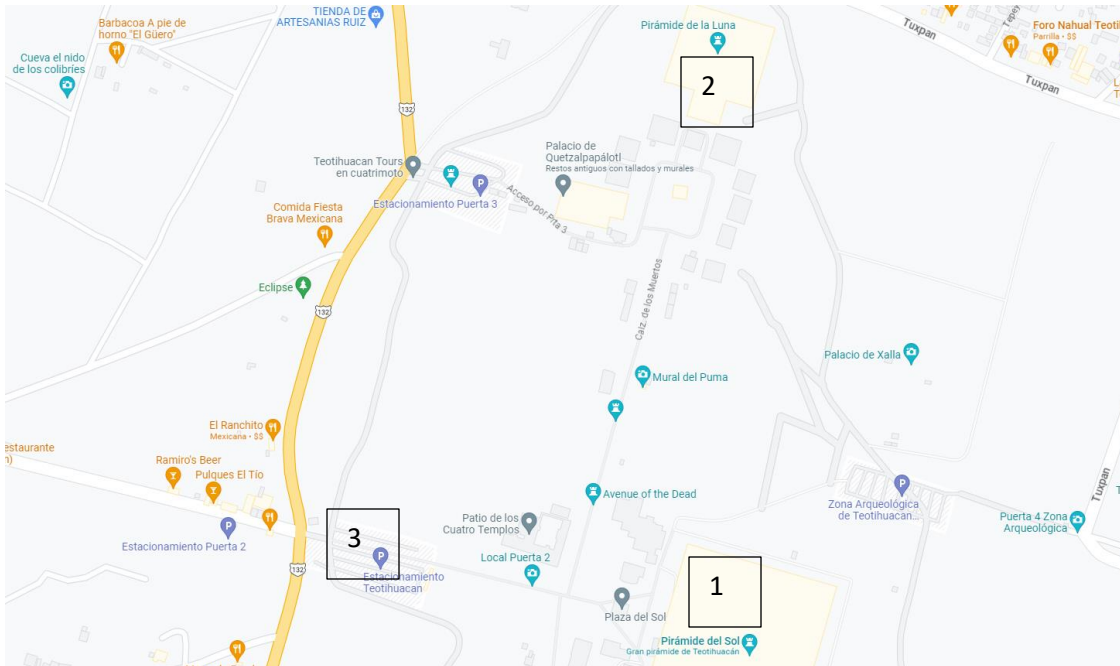 TIENDA DE
ARTESANIAS RUIZ
Barbacoa A pie de
horno "El Güero"
Cueva el nido
de los colibríes
Pirámide de la Luna
2
Foro Nahual Teotil
Parrilla • $$
Tepey
Tuxpan
Tuxpan
132
Teotihuacan Tours
en cuatrimoto
Estacionamiento Puerta 3
Acceso por Pta 3
Palacio de
Quetzalpapálotl
Restos antiguos con tallados y murales
Comida Fiesta
Brava Mexicana
Eclipse
132
Calz. de los Muertos
Mural del Puma
Palacio de Xalla
El Ranchito
Mexicana • $$
estaurante
n)
Ramiro's Beer
Pulques El Tío
Estacionamiento Puerta 2
3
Estacionamiento
Teotihuacan
132
Avenue of the Dead
Patio de los
Cuatro Templos
Local Puerta 2
Plaza del Sol
1
Pirámide del Sol
Gran pirámide de Teotihuacán
Zona Arqueológica
de Teotihuacan...
Puerta 4 Zona
Arqueológica
Tuxpan